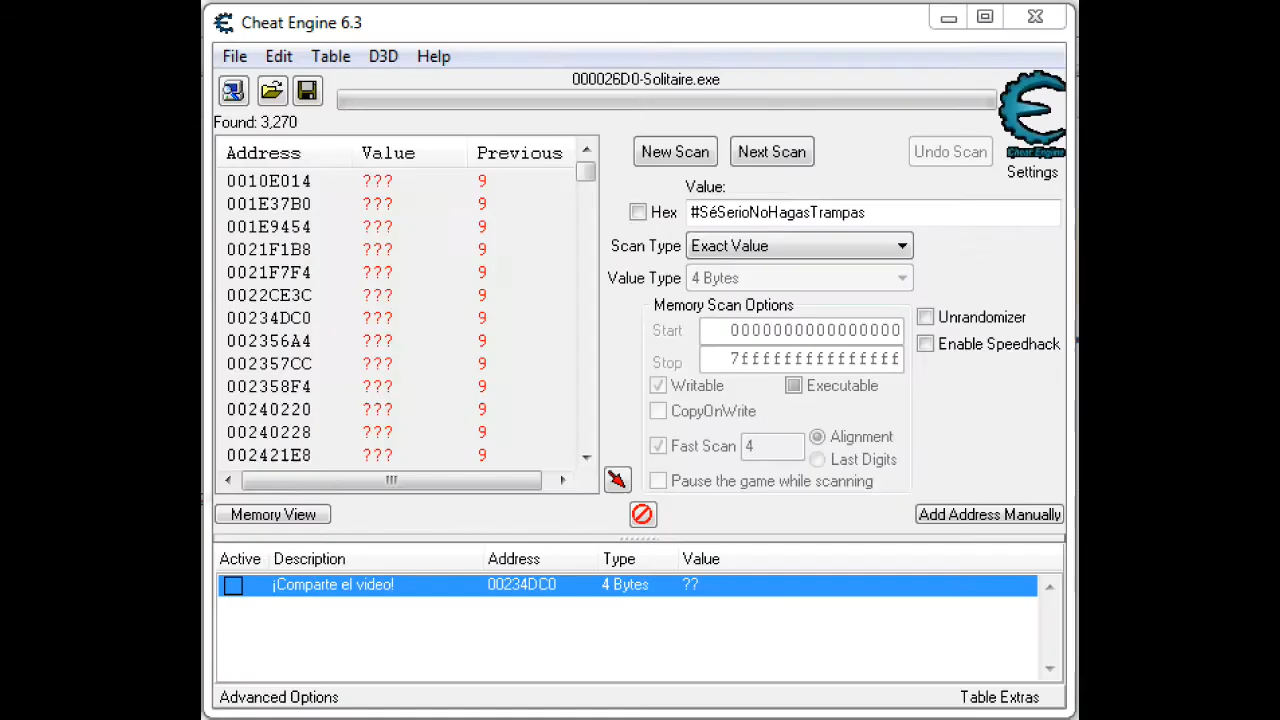 Cheat Engine 6.3
File Edit Table D3D Help
000026D0-Solitaire.exe
Found: 3,270
Cheat Engine
Settings
Address Value Previous
0010E014 ??? 9
001E37B0 ??? 9
001E9454 ??? 9
0021F1B8 ??? 9
0021F7F4 ??? 9
0022CE3C ??? 9
00234DC0 ??? 9
002356A4 ??? 9
002357CC ??? 9
002358F4 ??? 9
00240220 ??? 9
00240228 ??? 9
002421E8 ??? 9
New Scan Next Scan Undo Scan
Value:
Hex #SéSerioNoHagasTrampas
Scan Type Exact Value
Value Type 4 Bytes
Memory Scan Options
Start 0000000000000000
Stop 7fffffffffffffff
Writable Executable
CopyOnWrite
Fast Scan 4 Alignment
Last Digits
Pause the game while scanning
Unrandomizer
Enable Speedhack
Memory View Add Address Manually
Active Description Address Type Value
¡Comparte el video! 00234DC0 4 Bytes ??
Advanced Options Table Extras